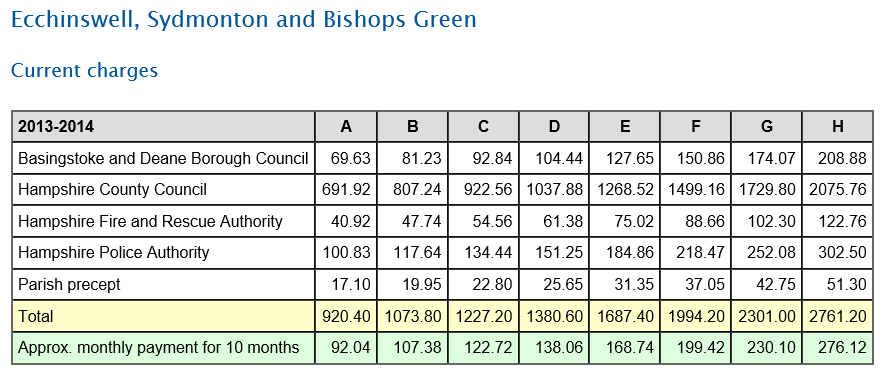 Ecchinswell, Sydmonton and Bishops Green
Current charges
2013-2014 A B C D E F G H
Basingstoke and Deane Borough Council 69.63 81.23 92.84 104.44 127.65 150.86 174.07 208.88
Hampshire County Council 691.92 807.24 922.56 1037.88 1268.52 1499.16 1729.80 2075.76
Hampshire Fire and Rescue Authority 40.92 47.74 54.56 61.38 75.02 88.66 102.30 122.76
Hampshire Police Authority 100.83 117.64 134.44 151.25 184.86 218.47 252.08 302.50
Parish precept 17.10 19.95 22.80 25.65 31.35 37.05 42.75 51.30
Total 920.40 1073.80 1227.20 1380.60 1687.40 1994.20 2301.00 2761.20
Approx. monthly payment for 10 months 92.04 107.38 122.72 138.06 168.74 199.42 230.10 276.12